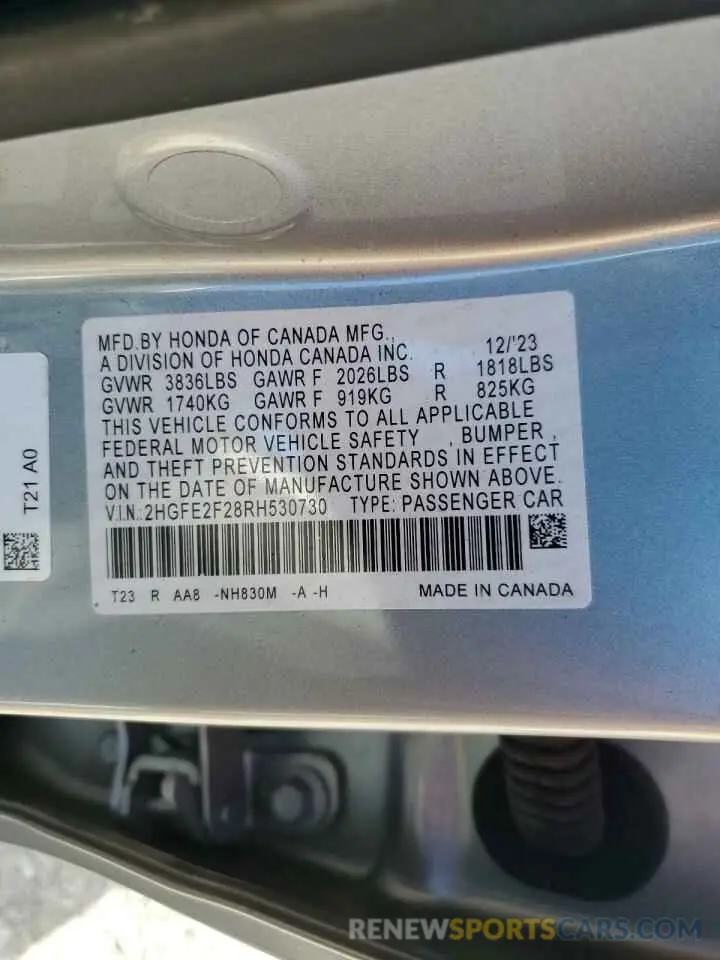 MFD.BY HONDA OF CANADA MFG.,
A DIVISION OF HONDA CANADA INC. 12/'23
GVWR 3836LBS GAWR F 2026LBS R 1818LBS
GVWR 1740KG GAWR F 919KG R 825KG
THIS VEHICLE CONFORMS TO ALL APPLICABLE
FEDERAL MOTOR VEHICLE SAFETY , BUMPER ,
AND THEFT PREVENTION STANDARDS IN EFFECT
ON THE DATE OF MANUFACTURE SHOWN ABOVE.
V.I.N.:2HGFE2F28RH530730 TYPE: PASSENGER CAR
T23 R AA8 -NH830M -A -H MADE IN CANADA
T21 A0
RENEWSPORTSCARS.COM